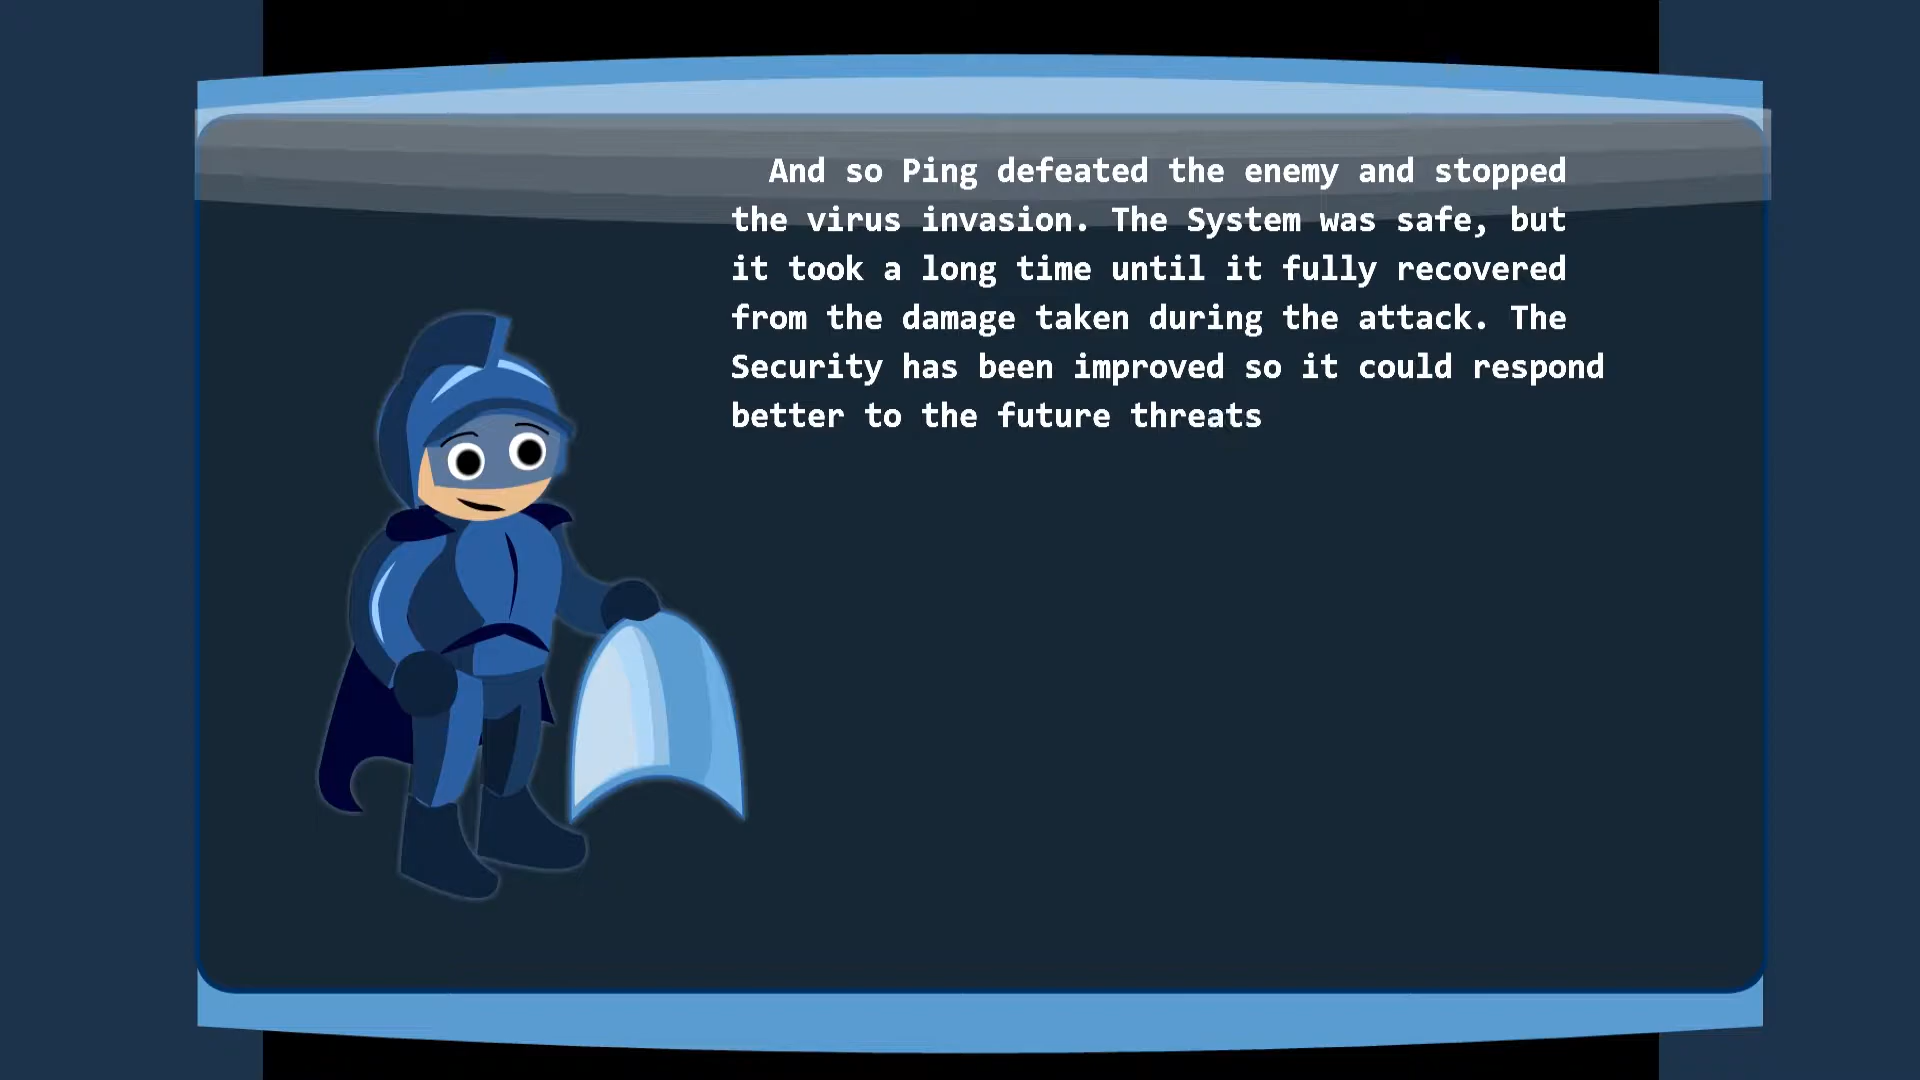 And so Ping defeated the enemy and stopped
the virus invasion. The System was safe, but
it took a long time until it fully recovered
from the damage taken during the attack. The
Security has been improved so it could respond
better to the future threats